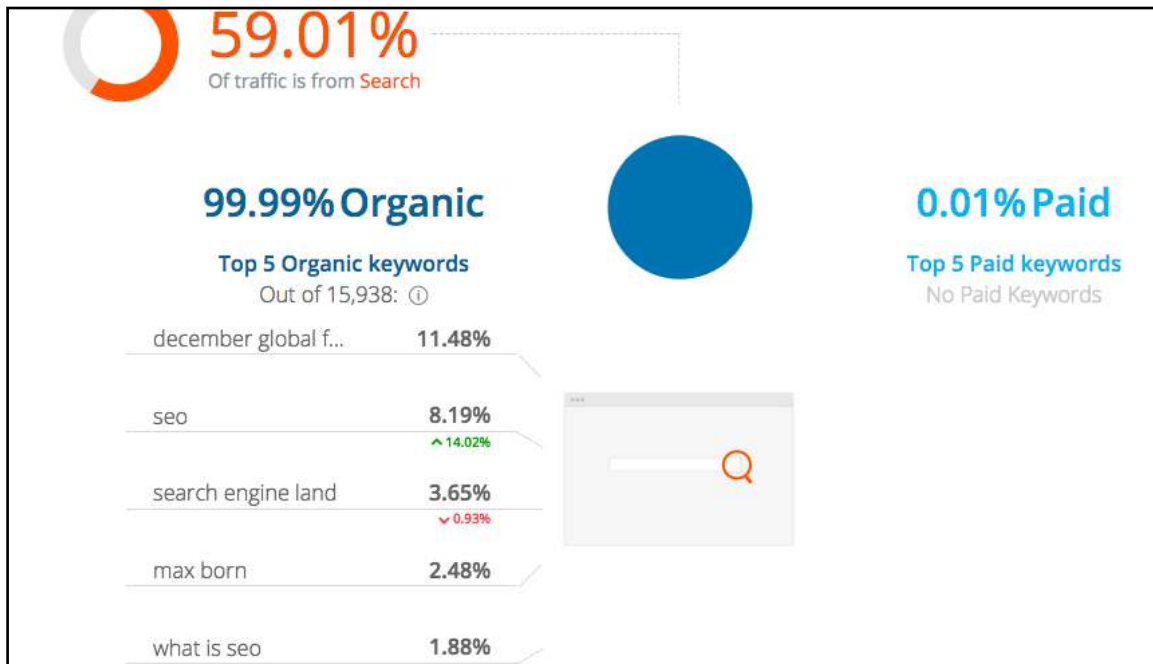 59.01%
Of traffic is from Search
99.99% Organic
0.01% Paid
Top 5 Organic keywords
Out of 15,938:
Top 5 Paid keywords
No Paid Keywords
december global f... 11.48%
seo 8.19%
14.02%
search engine land 3.65%
0.93%
max born 2.48%
what is seo 1.88%